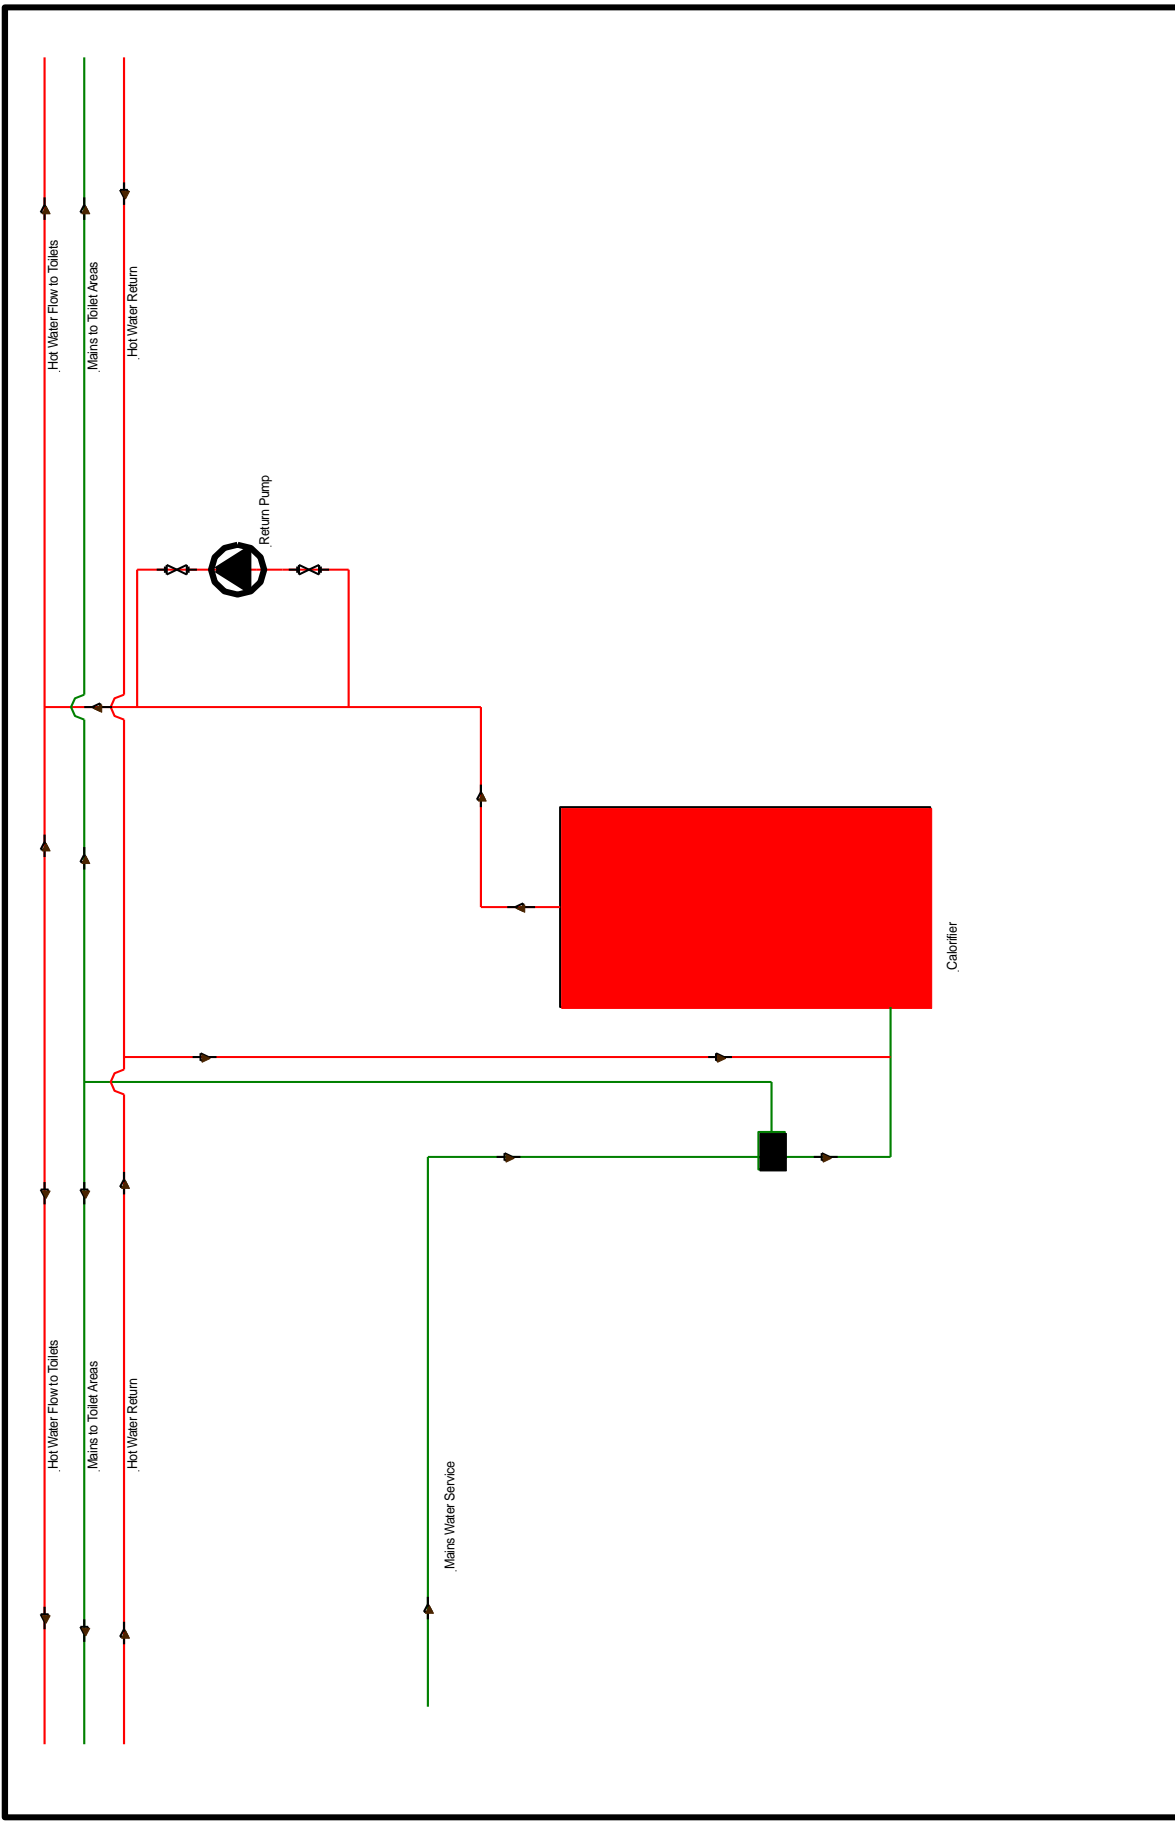 Hot Water Flow to Toilets
Mains to Toilet Areas
Hot Water Return
Return Pump
Calorifier
Hot Water Flow to Toilets
Mains to Toilet Areas
Hot Water Return
Mains Water Service